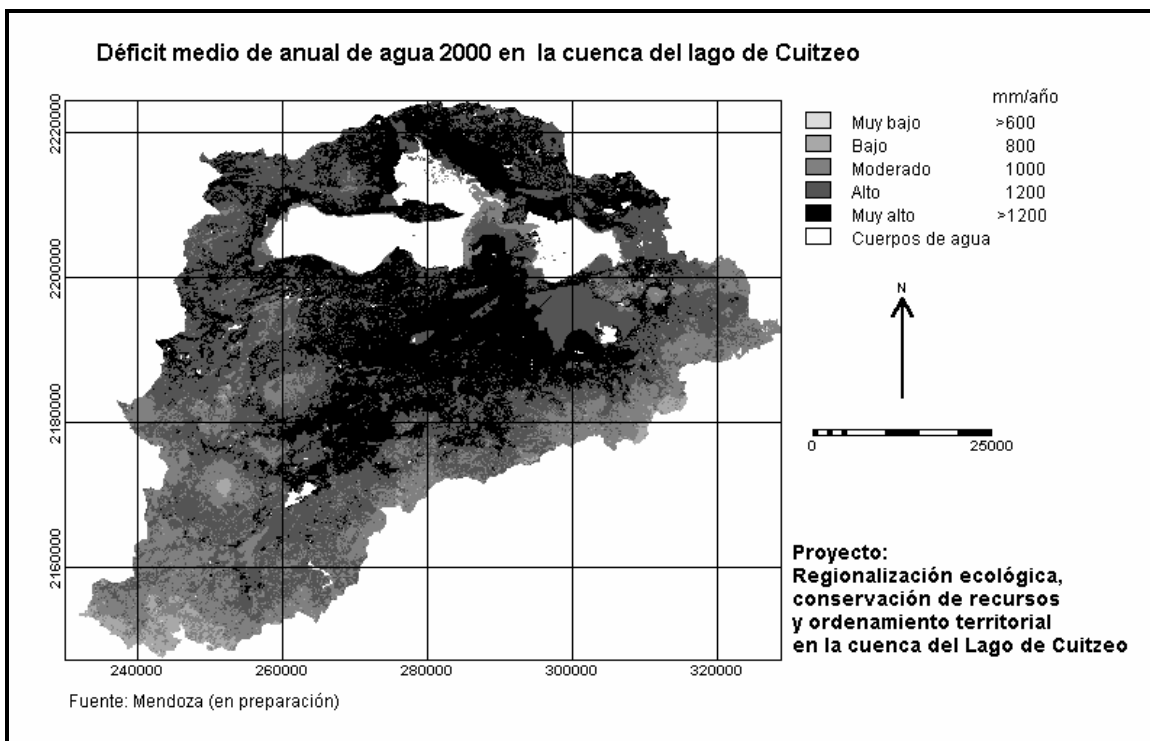 Déficit medio de anual de agua 2000 en la cuenca del lago de Cuitzeo
mm/año
Muy bajo >600
Bajo 800
Moderado 1000
Alto 1200
Muy alto >1200
Cuerpos de agua
2220000
2200000
2180000
2160000
240000 260000 280000 300000 320000
N
0 25000
Proyecto:
Regionalización ecológica,
conservación de recursos
y ordenamiento territorial
en la cuenca del Lago de Cuitzeo
Fuente: Mendoza (en preparación)